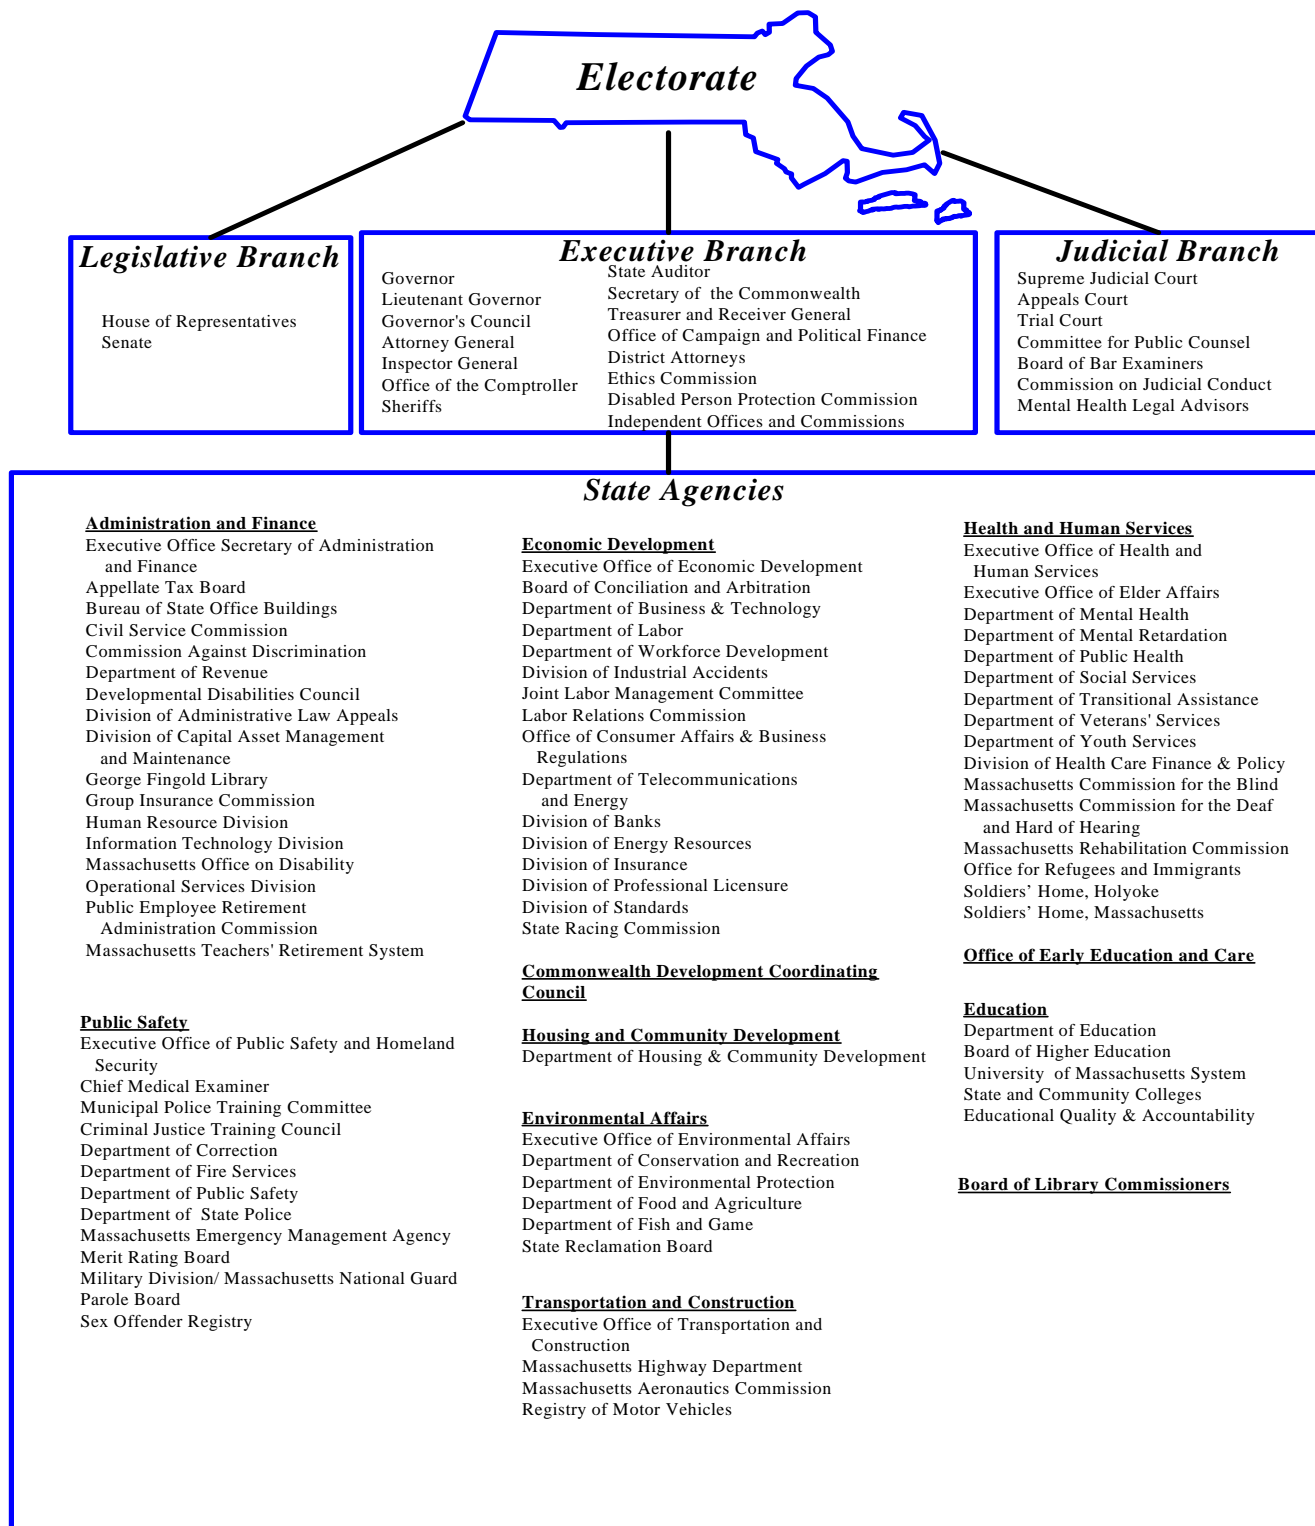 Electorate
Legislative Branch
House of Representatives
Senate
Executive Branch
Governor
Lieutenant Governor
Governor's Council
Attorney General
Inspector General
Office of the Comptroller
Sheriffs
State Auditor
Secretary of the Commonwealth
Treasurer and Receiver General
Office of Campaign and Political Finance
District Attorneys
Ethics Commission
Disabled Person Protection Commission
Independent Offices and Commissions
Judicial Branch
Supreme Judicial Court
Appeals Court
Trial Court
Committee for Public Counsel
Board of Bar Examiners
Commission on Judicial Conduct
Mental Health Legal Advisors
State Agencies
Administration and Finance
Executive Office Secretary of Administration
and Finance
Appellate Tax Board
Bureau of State Office Buildings
Civil Service Commission
Commission Against Discrimination
Department of Revenue
Developmental Disabilities Council
Division of Administrative Law Appeals
Division of Capital Asset Management
and Maintenance
George Fingold Library
Group Insurance Commission
Human Resource Division
Information Technology Division
Massachusetts Office on Disability
Operational Services Division
Public Employee Retirement
Administration Commission
Massachusetts Teachers' Retirement System
Public Safety
Executive Office of Public Safety and Homeland
Security
Chief Medical Examiner
Municipal Police Training Committee
Criminal Justice Training Council
Department of Correction
Department of Fire Services
Department of Public Safety
Department of State Police
Massachusetts Emergency Management Agency
Merit Rating Board
Military Division/ Massachusetts National Guard
Parole Board
Sex Offender Registry
Economic Development
Executive Office of Economic Development
Board of Conciliation and Arbitration
Department of Business & Technology
Department of Labor
Department of Workforce Development
Division of Industrial Accidents
Joint Labor Management Committee
Labor Relations Commission
Office of Consumer Affairs & Business
Regulations
Department of Telecommunications
and Energy
Division of Banks
Division of Energy Resources
Division of Insurance
Division of Professional Licensure
Division of Standards
State Racing Commission
Commonwealth Development Coordinating
Council
Housing and Community Development
Department of Housing & Community Development
Environmental Affairs
Executive Office of Environmental Affairs
Department of Conservation and Recreation
Department of Environmental Protection
Department of Food and Agriculture
Department of Fish and Game
State Reclamation Board
Transportation and Construction
Executive Office of Transportation and
Construction
Massachusetts Highway Department
Massachusetts Aeronautics Commission
Registry of Motor Vehicles
Health and Human Services
Executive Office of Health and
Human Services
Executive Office of Elder Affairs
Department of Mental Health
Department of Mental Retardation
Department of Public Health
Department of Social Services
Department of Transitional Assistance
Department of Veterans' Services
Department of Youth Services
Division of Health Care Finance & Policy
Massachusetts Commission for the Blind
Massachusetts Commission for the Deaf
and Hard of Hearing
Massachusetts Rehabilitation Commission
Office for Refugees and Immigrants
Soldiers’ Home, Holyoke
Soldiers’ Home, Massachusetts
Office of Early Education and Care
Education
Department of Education
Board of Higher Education
University of Massachusetts System
State and Community Colleges
Educational Quality & Accountability
Board of Library Commissioners